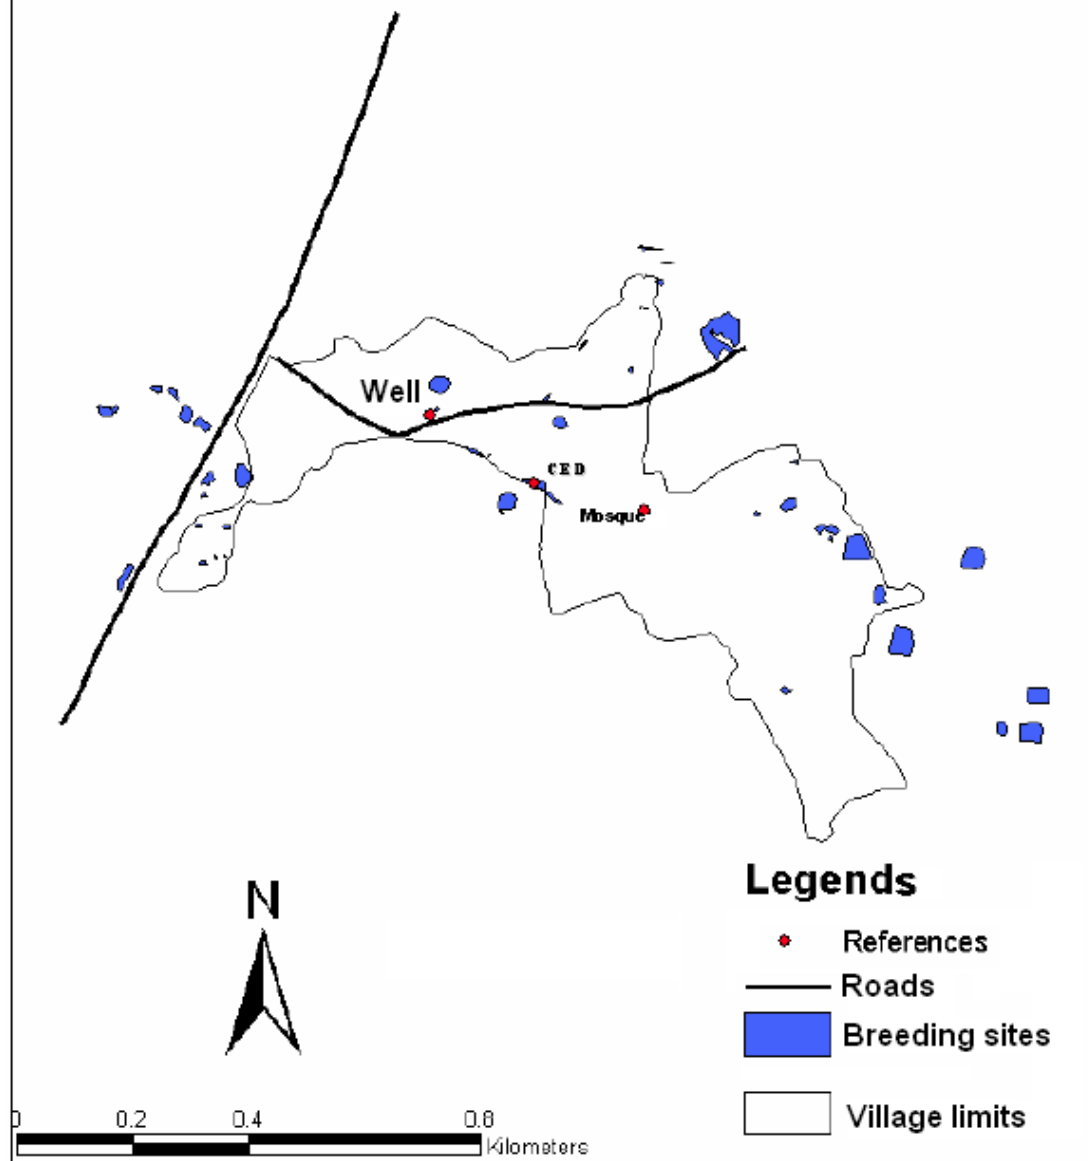 Well
CED
Mosque
Legends
N
References
Roads
Breeding sites
Village limits
0 0.2 0.4 0.8
Kilometers